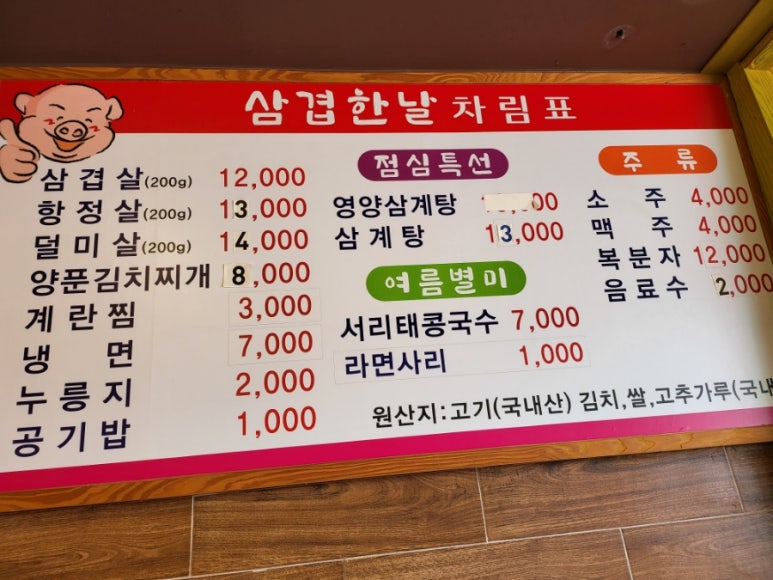 삼겹한날 차림표
삼겹살(200g) 12,000
항정살(200g) 13,000
덜미살(200g) 14,000
양푼김치찌개 8,000
계란찜 3,000
냉면 7,000
누룽지 2,000
공기밥 1,000
점심특선
영양삼계탕
삼계탕 13,000
여름별미
서리태콩국수 7,000
라면사리 1,000
주류
소주 4,000
맥주 4,000
복분자 12,000
음료수 2,000
원산지:고기(국내산) 김치,쌀,고추가루(국내